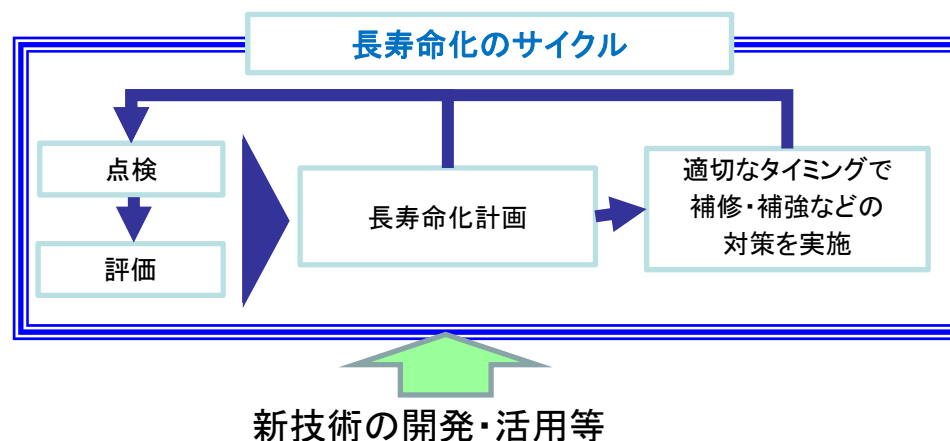 長寿命化のサイクル
点検
評価
長寿命化計画
適切なタイミングで
補修・補強などの
対策を実施
新技術の開発・活用等